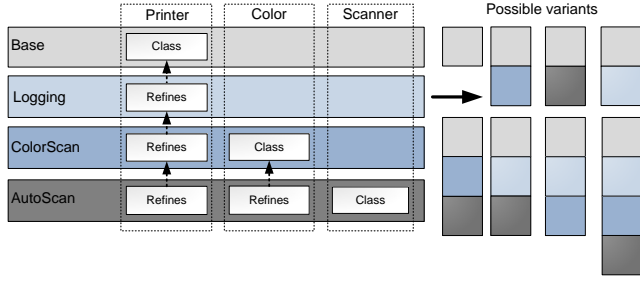 Printer Color Scanner Possible variants
Base Class
Logging Refines
ColorScan Refines Class
AutoScan Refines Refines Class